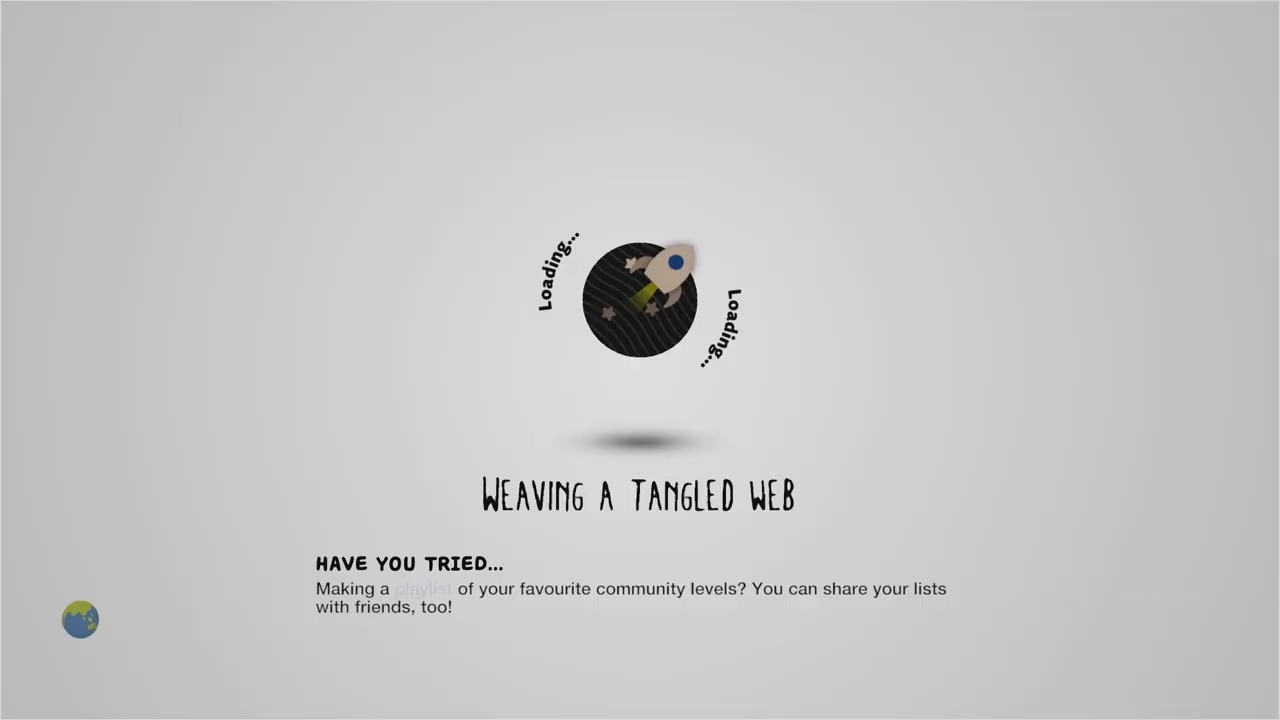 Loading...
Loading...
WEAVING A TANGLED WEB
HAVE YOU TRIED...
Making a playlist of your favourite community levels? You can share your lists
with friends, too!